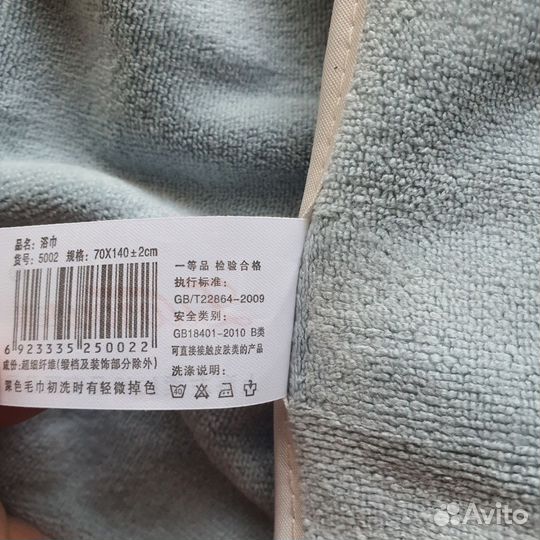 品名：浴巾
货号：5002 规格：70X140±2cm
6 923335 250022
成份：超细纤维(缎档及装饰部分除外)
深色毛巾初洗时有轻微掉色
一等品 检验合格
执行标准：
GB/T22864-2009
安全类别：
GB18401-2010 B类
可直接接触皮肤类的产品
洗涤说明：
40
Avito